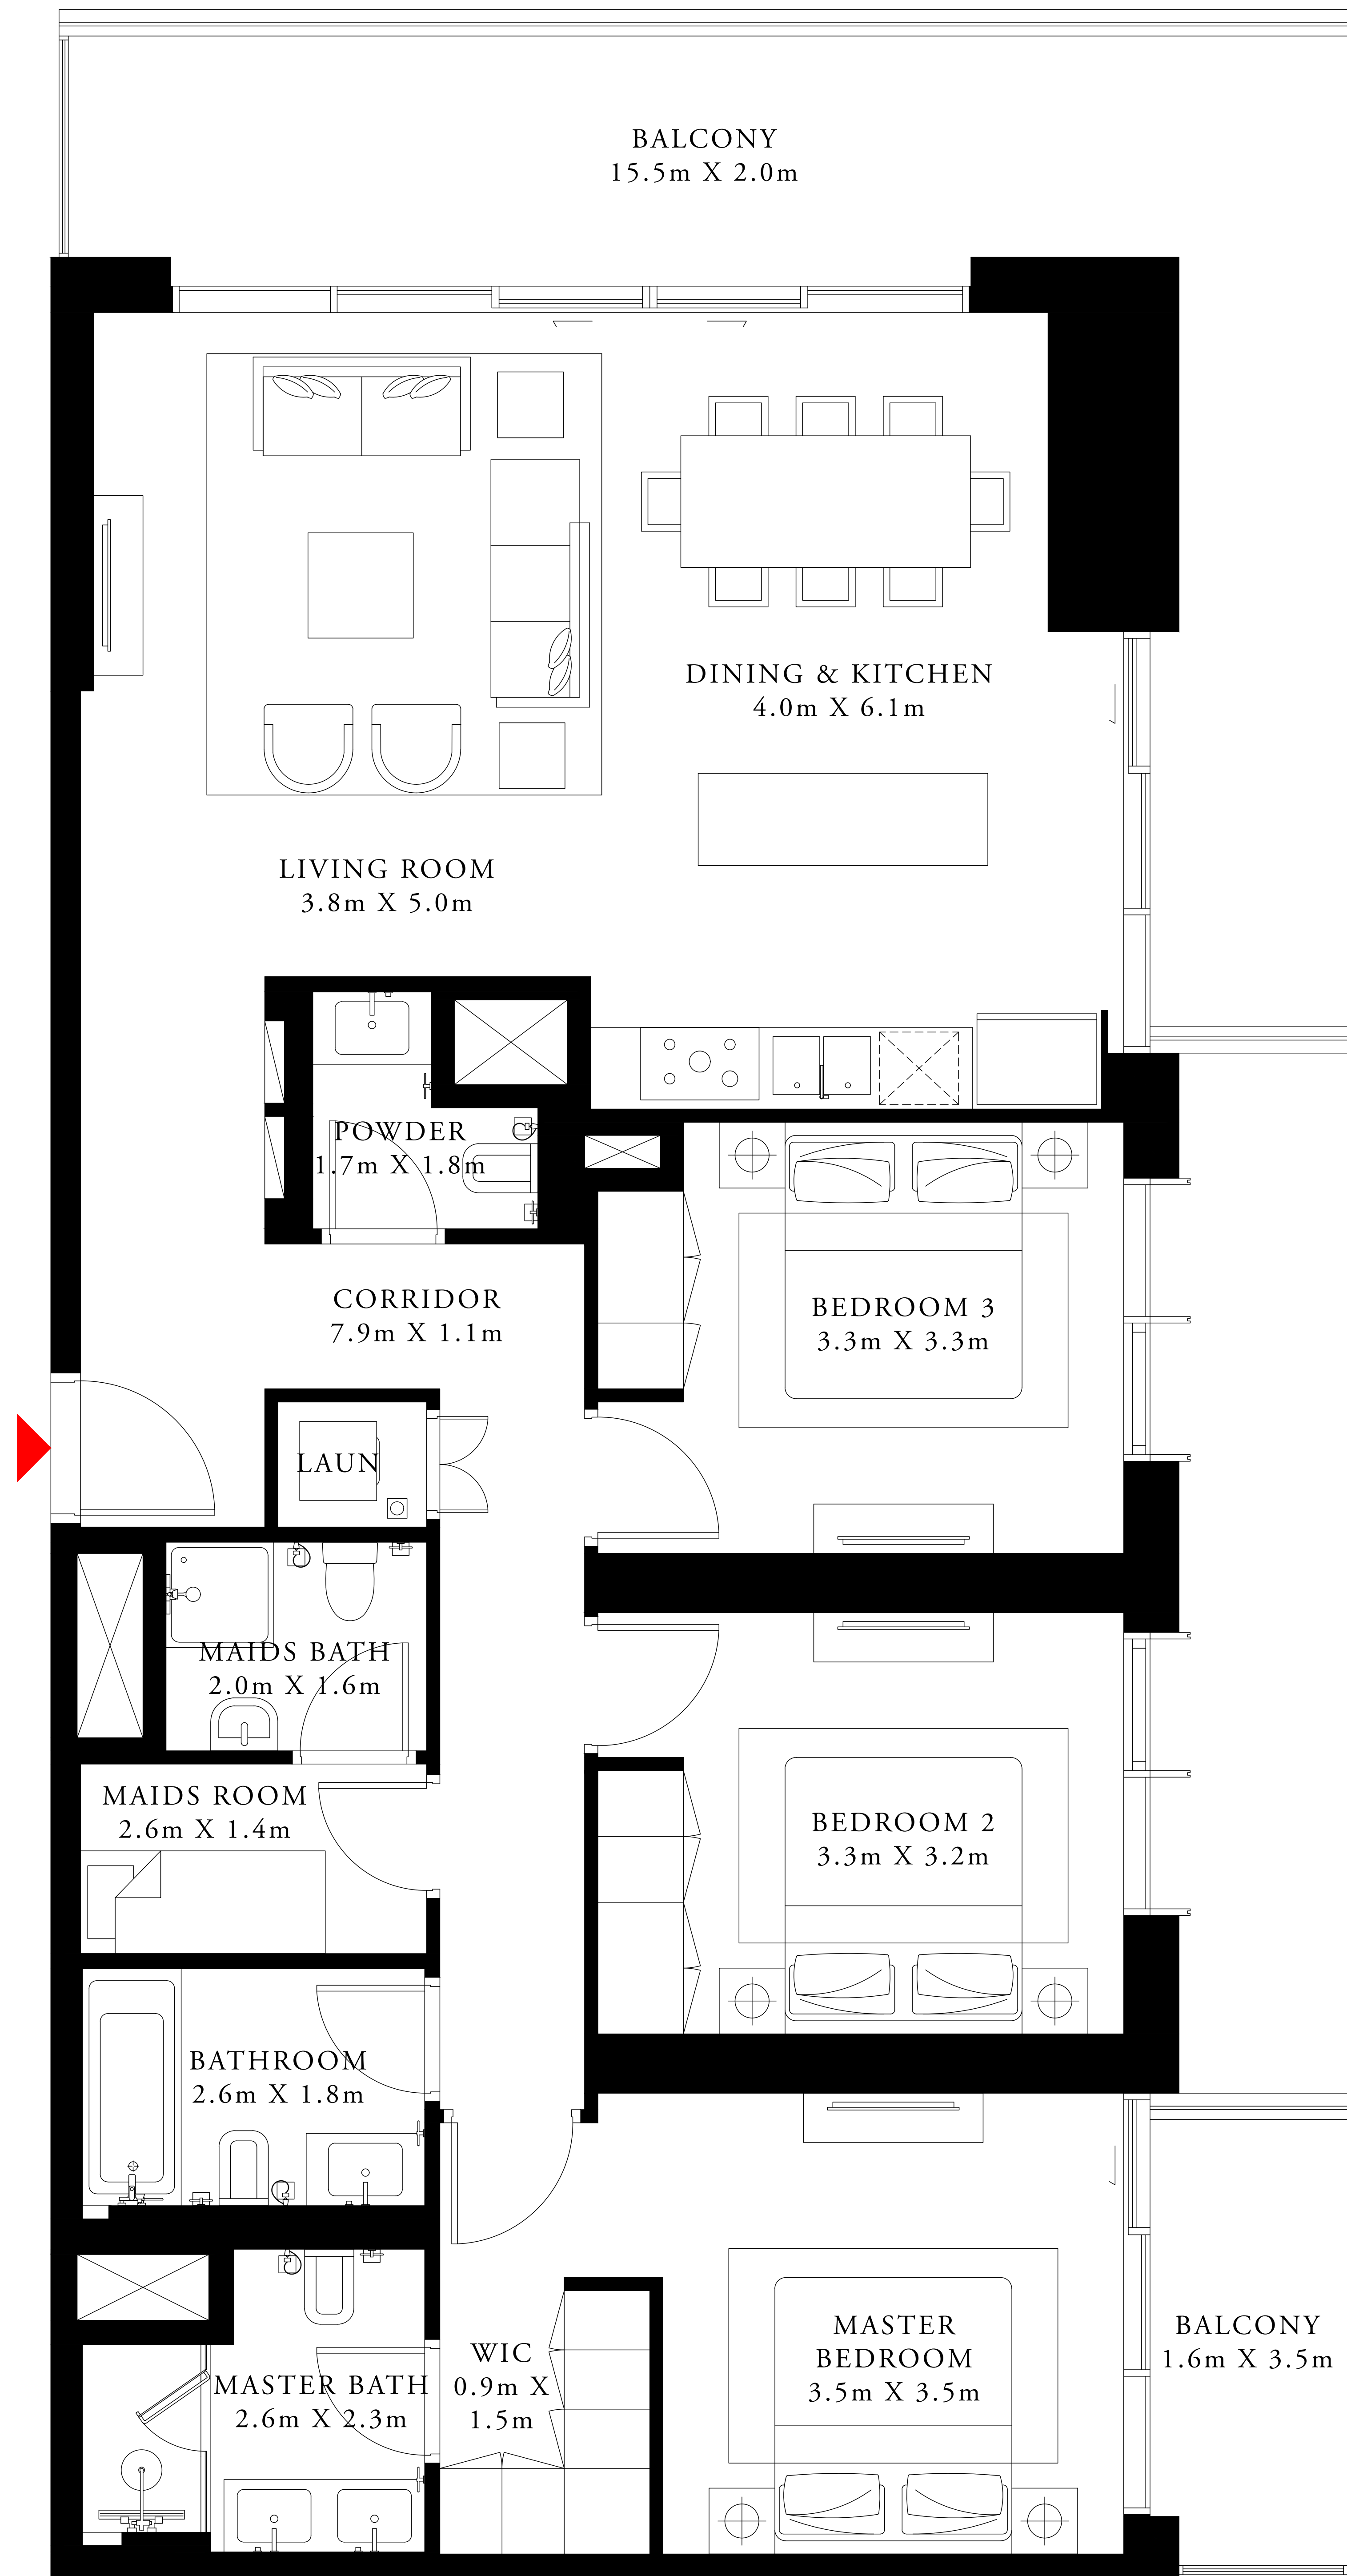 BALCONY
15.5m X 2.0m
DINING & KITCHEN
4.0m X 6.1m
LIVING ROOM
3.8m X 5.0m
POWDER
1.7m X 1.8m
CORRIDOR
7.9m X 1.1m
BEDROOM 3
3.3m X 3.3m
LAUN
MAIDS BATH
2.0m X 1.6m
MAIDS ROOM
2.6m X 1.4m
BEDROOM 2
3.3m X 3.2m
BATHROOM
2.6m X 1.8m
MASTER BATH
2.6m X 2.3m
WIC
0.9m X
1.5m
MASTER
BEDROOM
3.5m X 3.5m
BALCONY
1.6m X 3.5m